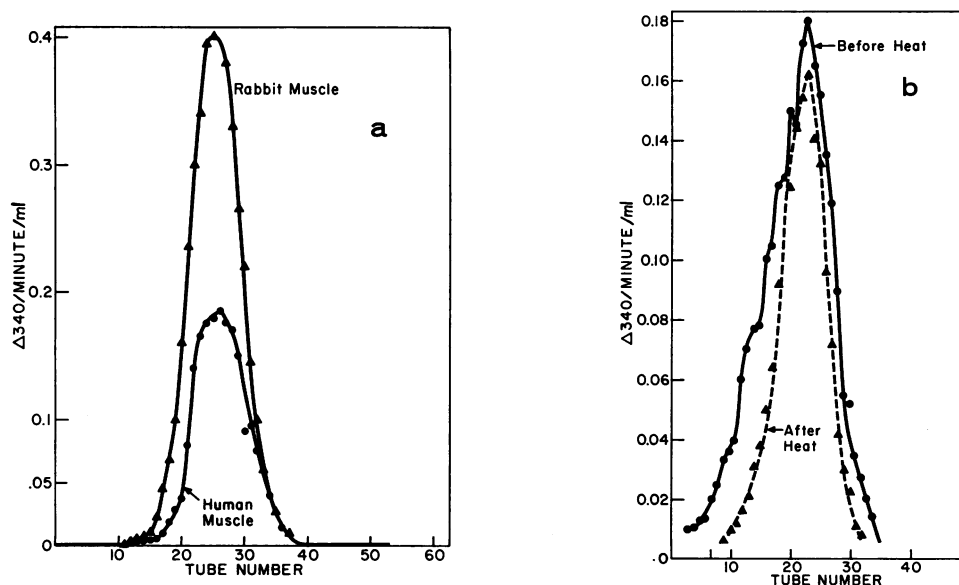 0.4
0.3
0.2
0.1
.05
0
10
20
30
40
50
60
TUBE NUMBER
Δ340/MINUTE/ml
Rabbit Muscle
a
Human
Muscle
0.18
0.16
0.14
0.12
0.10
0.08
0.06
0.04
0.02
.0
10
20
30
40
TUBE NUMBER
Δ340/MINUTE/ml
Before Heat
b
After
Heat